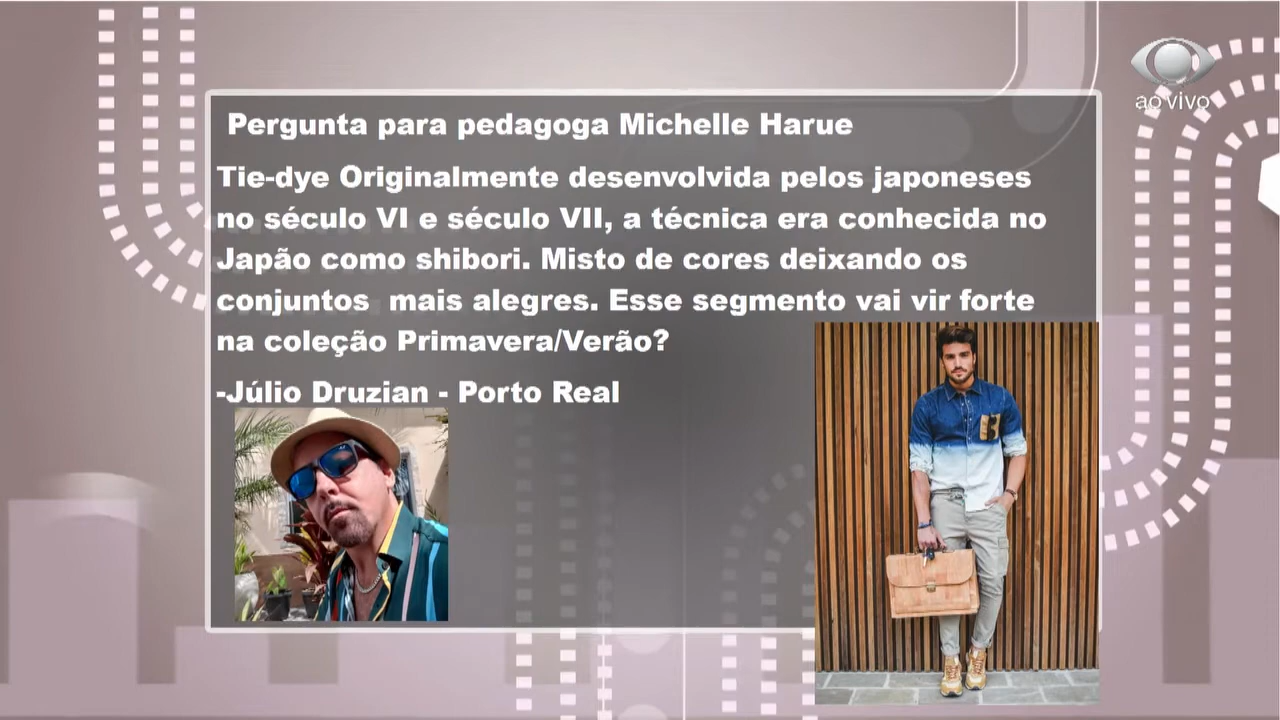 ao vivo
Pergunta para pedagoga Michelle Harue
Tie-dye Originalmente desenvolvida pelos japoneses
no século VI e século VII, a técnica era conhecida no
Japão como shibori. Misto de cores deixando os
conjuntos mais alegres. Esse segmento vai vir forte
na coleção Primavera/Verão?
-Júlio Druzian - Porto Real